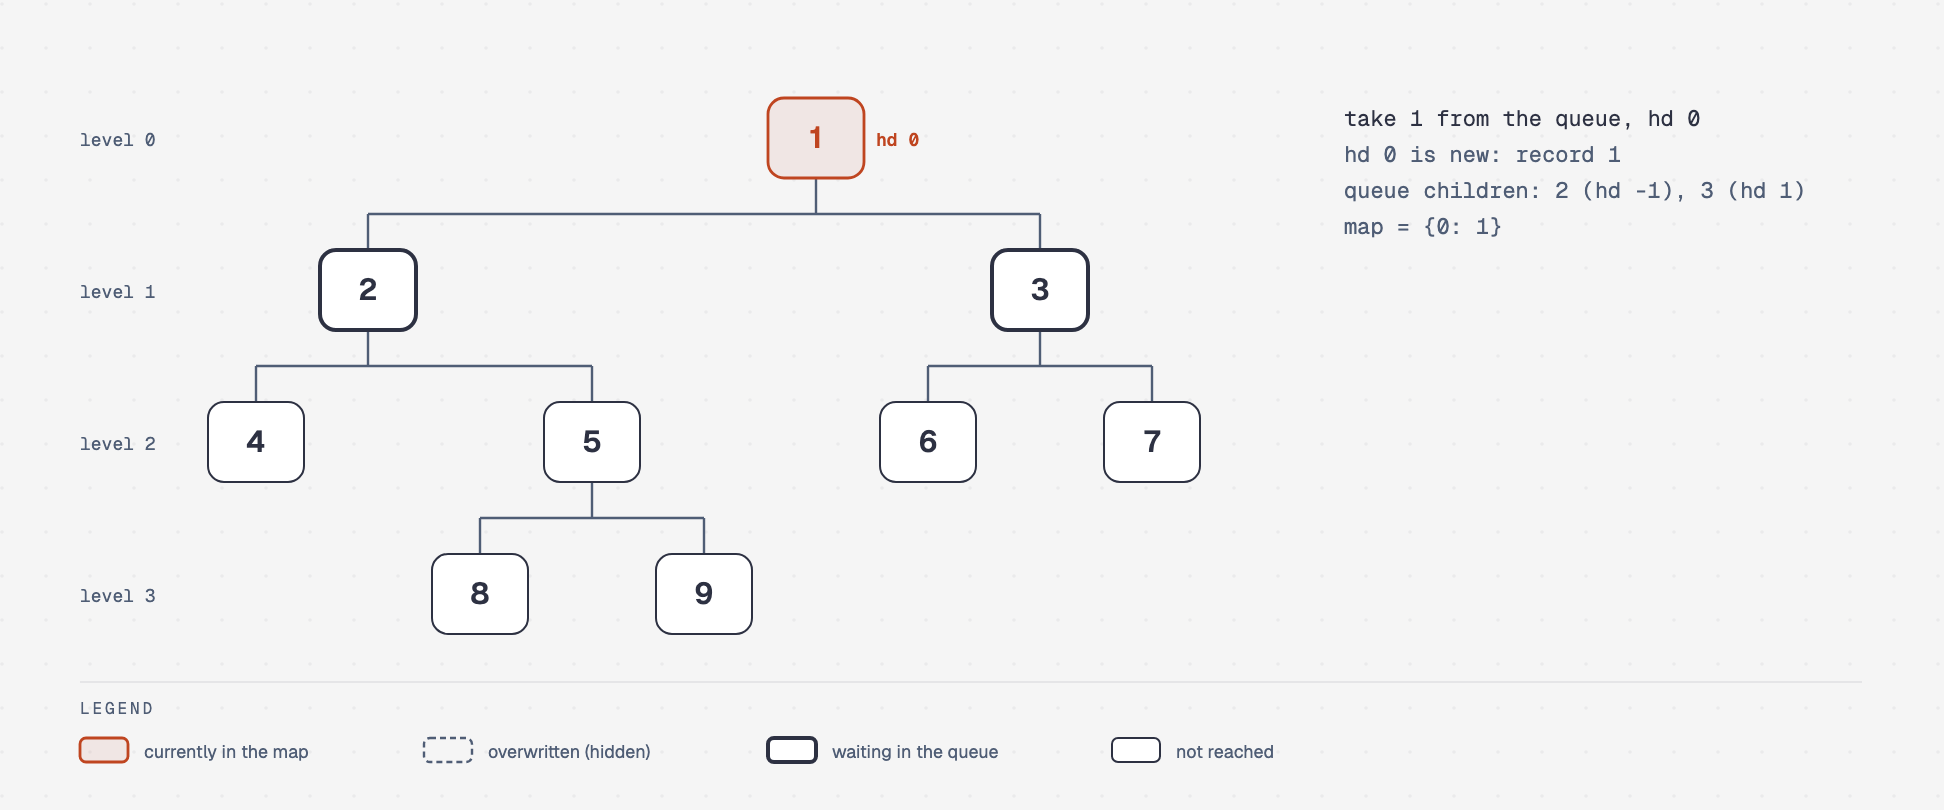 level 0
1
hd 0
take 1 from the queue, hd 0
hd 0 is new: record 1
queue children: 2 (hd -1), 3 (hd 1)
map = {0: 1}
level 1
2
3
level 2
4
5
6
7
level 3
8
9
LEGEND
currently in the map
overwritten (hidden)
waiting in the queue
not reached